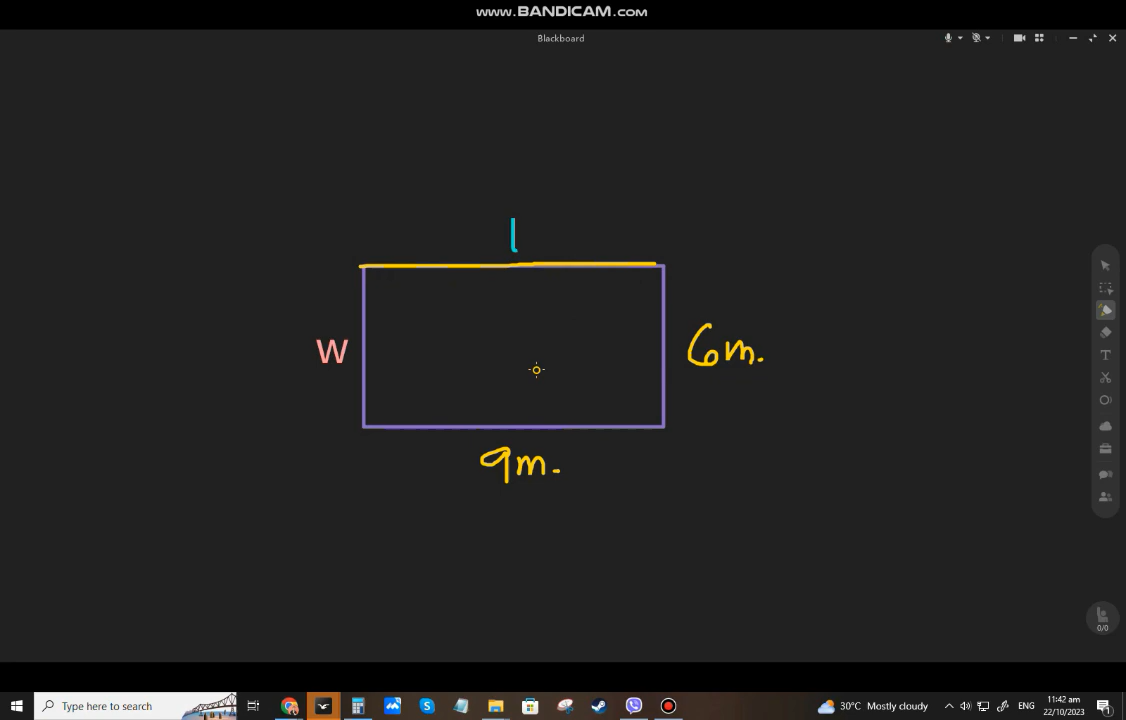 www.BANDICAM.com
Blackboard
l
W
6m.
9m.
0/0
Type here to search
30°C Mostly cloudy
ENG
11:42 am
22/10/2023
1